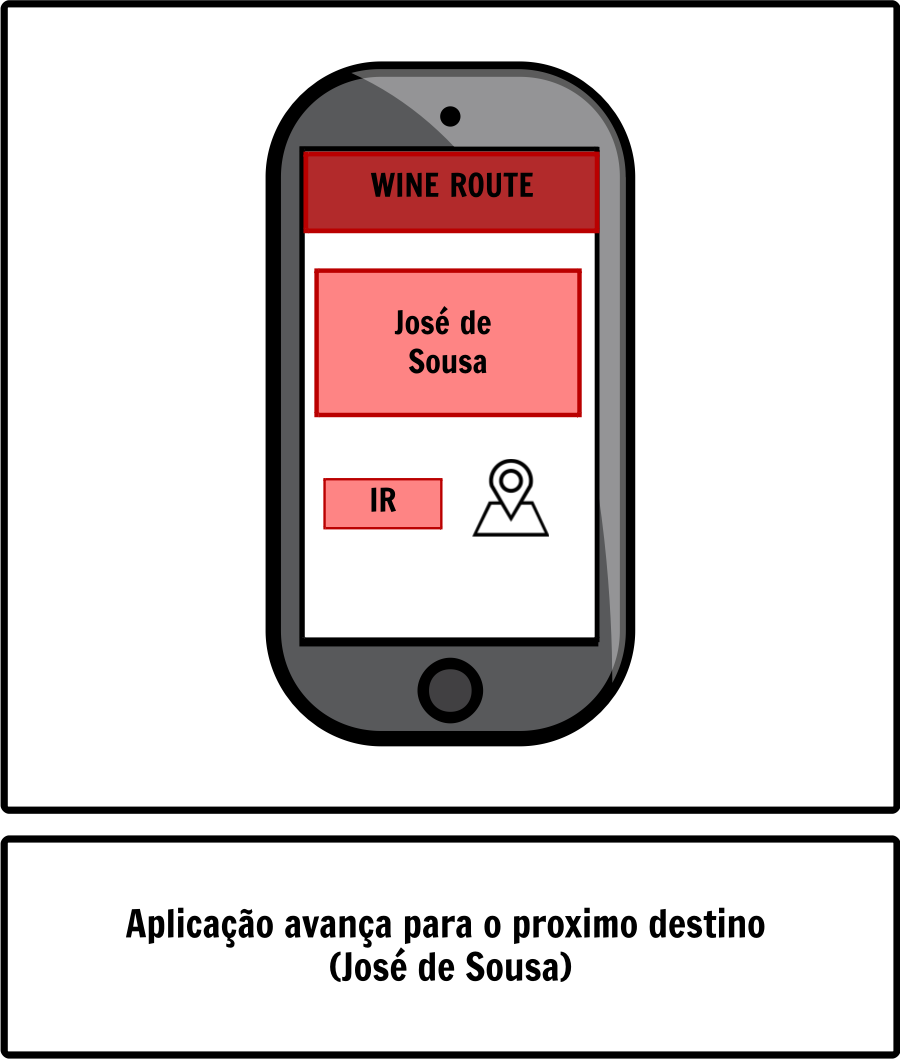 WINE ROUTE
José de
Sousa
IR
Aplicação avança para o proximo destino
(José de Sousa)